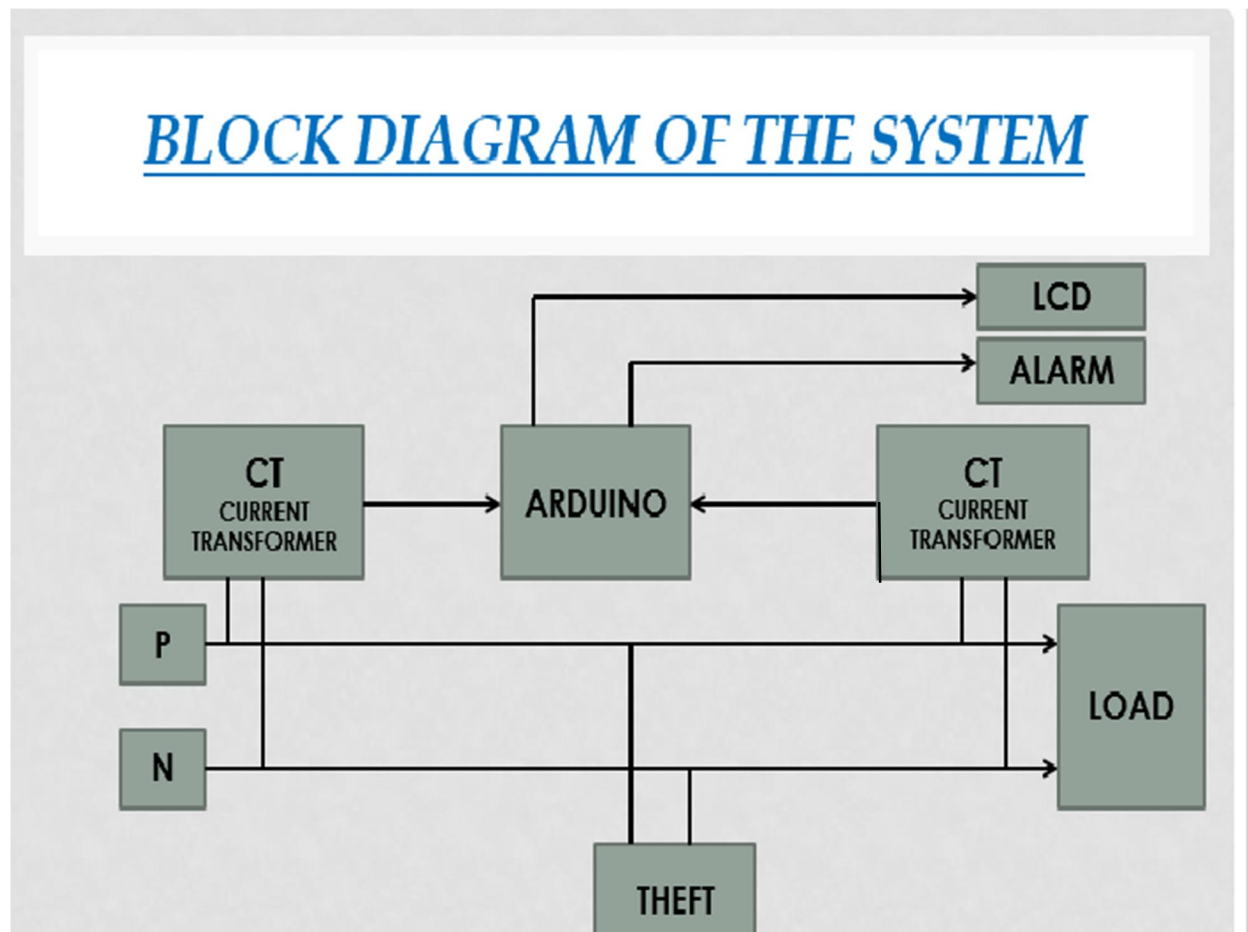 BLOCK DIAGRAM OF THE SYSTEM
LCD
ALARM
CT
CURRENT
TRANSFORMER
ARDUINO
CT
CURRENT
TRANSFORMER
P
LOAD
N
THEFT